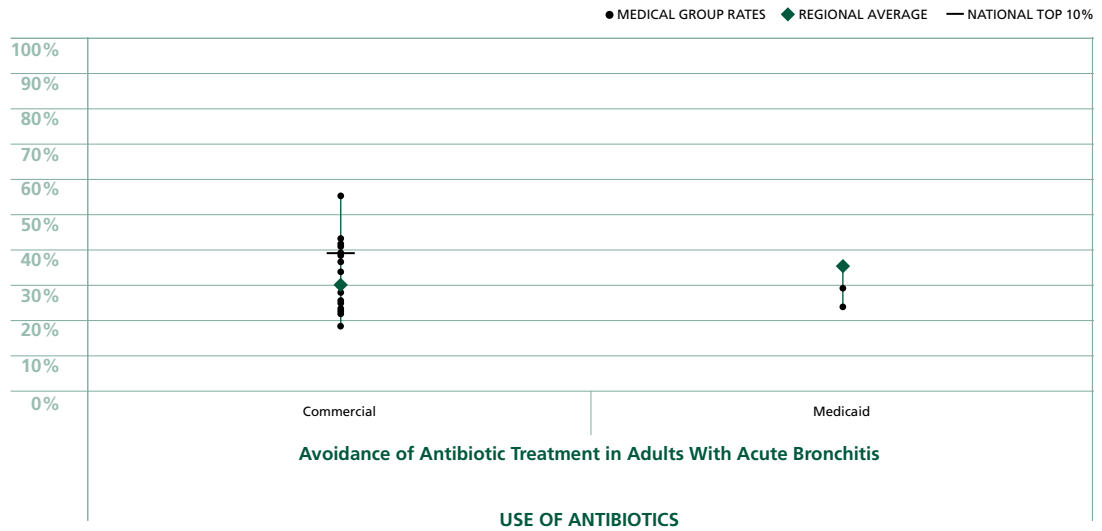 MEDICAL GROUP RATES REGIONAL AVERAGE NATIONAL TOP 10%
100%
90%
80%
70%
60%
50%
40%
30%
20%
10%
0%
Commercial Medicaid
Avoidance of Antibiotic Treatment in Adults With Acute Bronchitis
USE OF ANTIBIOTICS